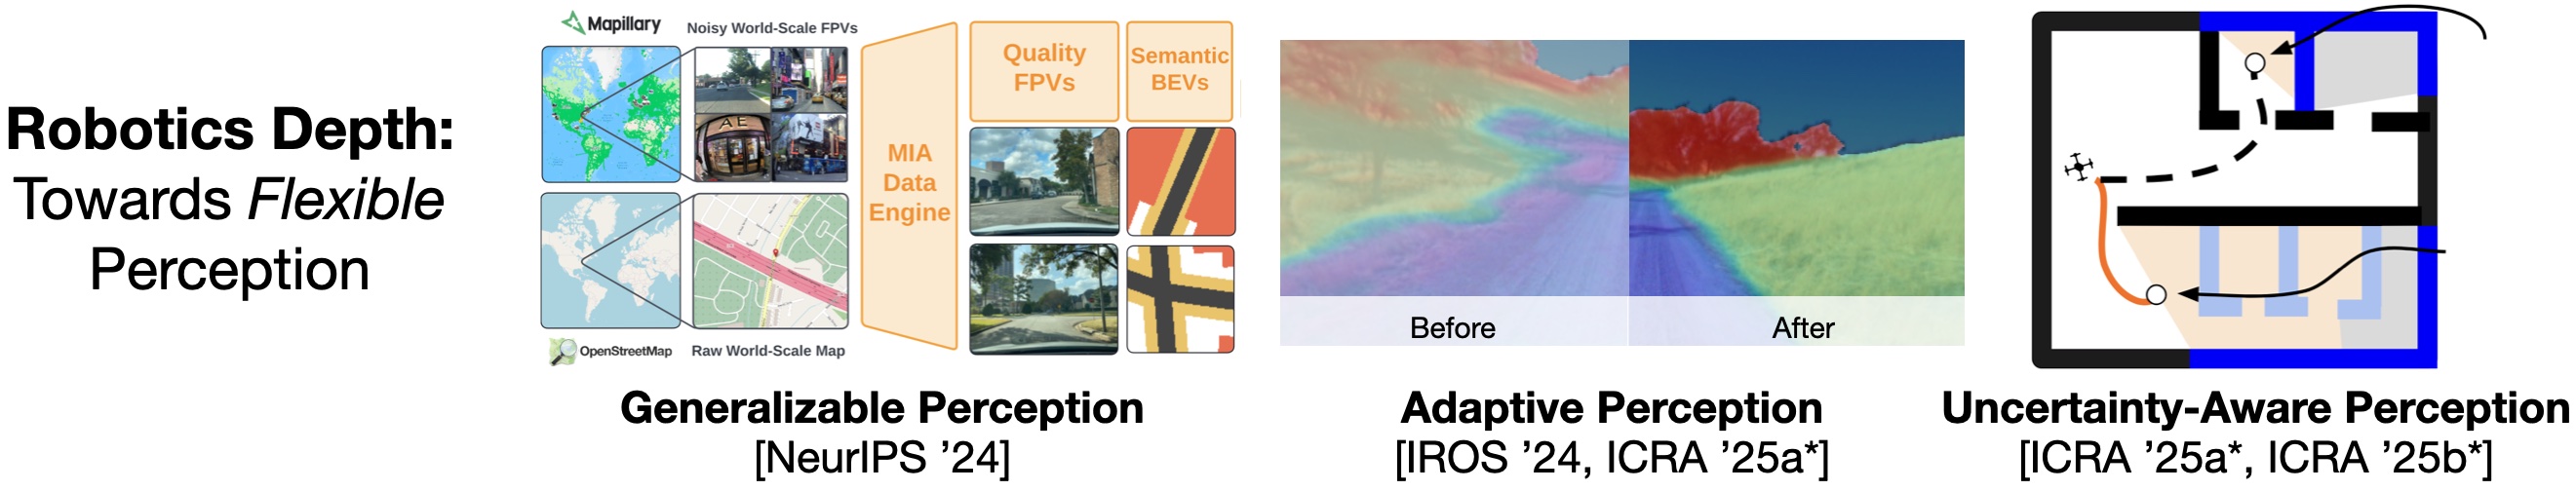 Robotics Depth:
Towards Flexible
Perception
Mapillary
Noisy World-Scale FPVs
AE
OpenStreetMap
Raw World-Scale Map
MIA
Data
Engine
Quality
FPVs
Semantic
BEVs
Generalizable Perception
[NeurIPS ’24]
Before
After
Adaptive Perception
[IROS ’24, ICRA ’25a*]
Uncertainty-Aware Perception
[ICRA ’25a*, ICRA ’25b*]